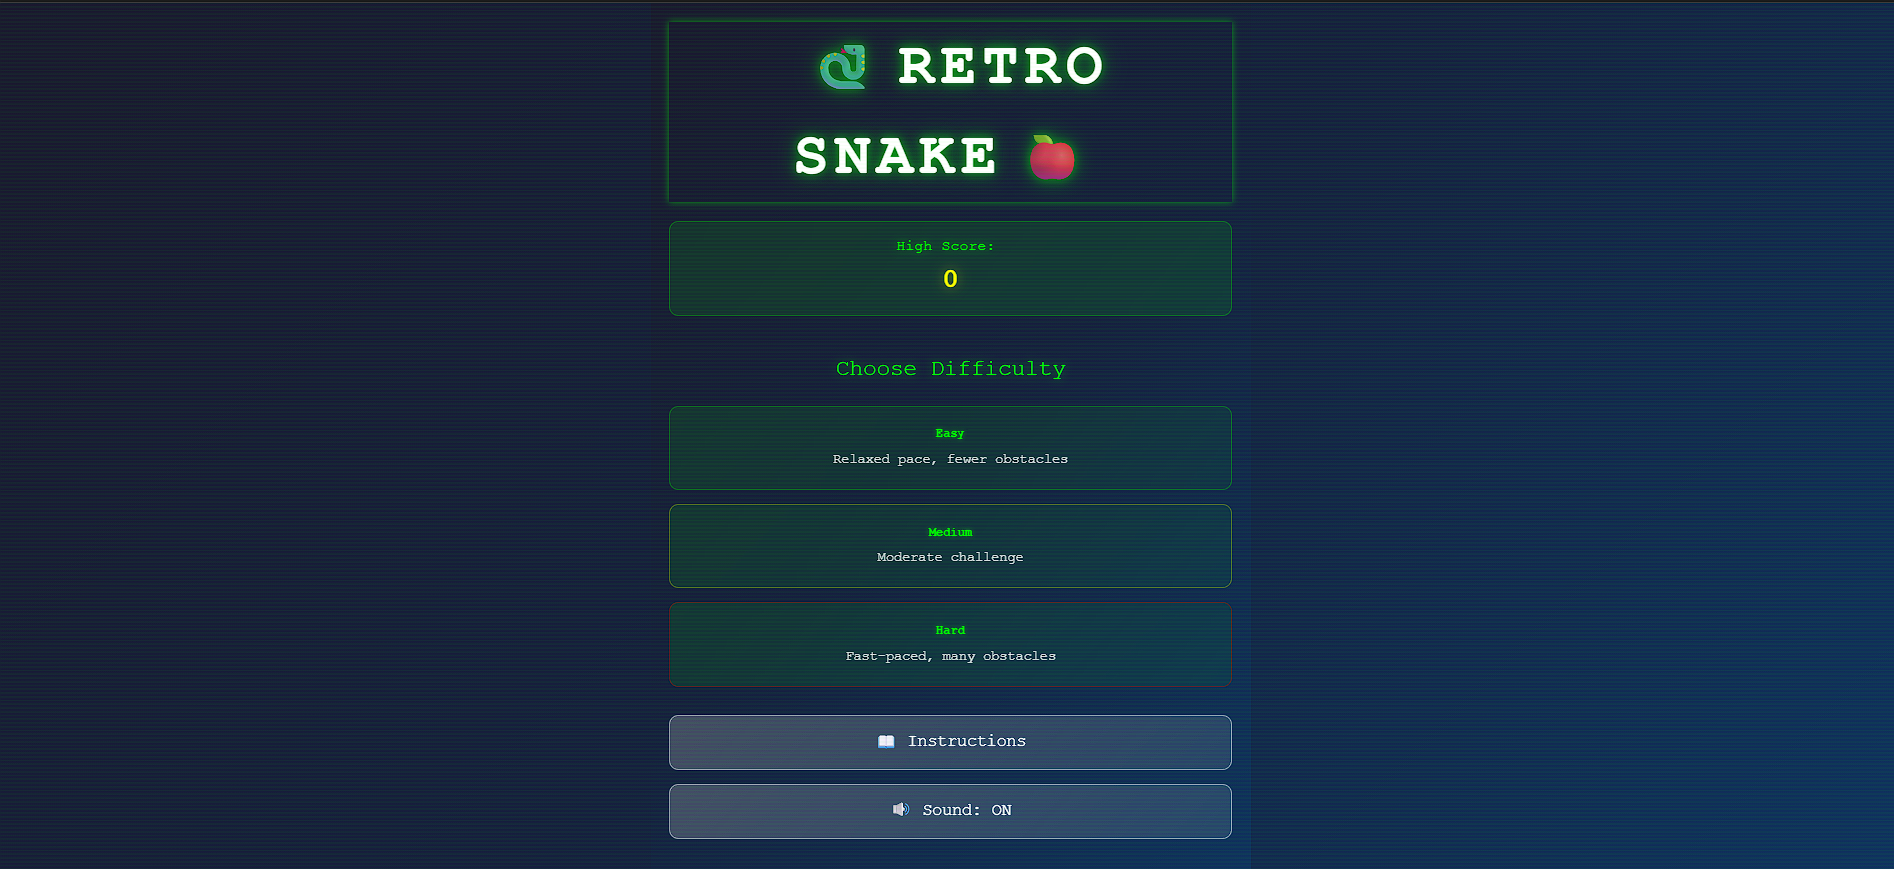 RETRO
SNAKE
High Score:
0
Choose Difficulty
Easy
Relaxed pace, fewer obstacles
Medium
Moderate challenge
Hard
Fast-paced, many obstacles
Instructions
Sound: ON